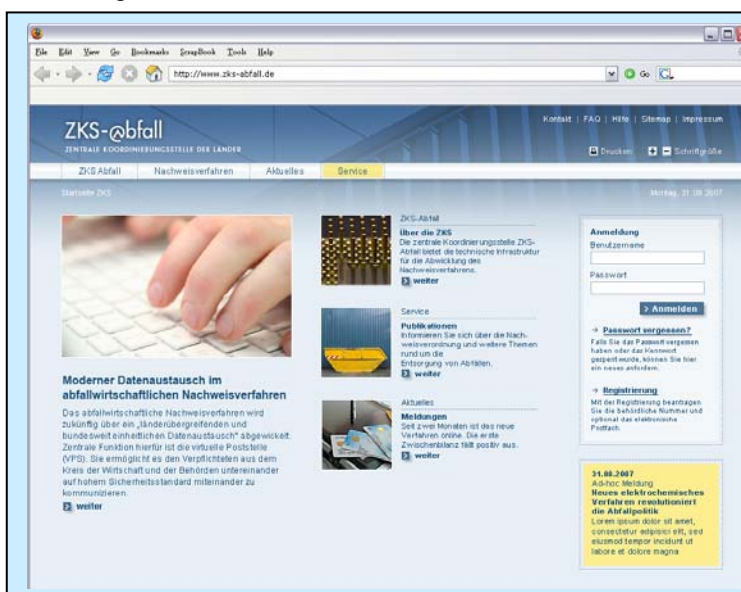 File Edit View Go Bookmarks ScrapBook Tools Help
http://www.zks-abfall.de
Go
Kontakt | FAQ | Hilfe | Sitemap | Impressum
ZKS-@bfall
ZENTRALE KOORDINIERUNGSSTELLE DER LÄNDER
Drucken + - Schriftgröße
ZKS Abfall Nachweisverfahren Aktuelles Service
Startseite ZKS
Montag, 31.08.2007
Moderner Datenaustausch im
abfallwirtschaftlichen Nachweisverfahren
Das abfallwirtschaftliche Nachweisverfahren wird
zukünftig über ein „länderübergreifenden und
bundesweit einheitlichen Datenaustausch“ abgewickelt.
Zentrale Funktion hierfür ist die virtuelle Poststelle
(VPS). Sie ermöglicht es den Verpflichteten aus dem
Kreis der Wirtschaft und der Behörden untereinander
auf hohem Sicherheitsstandard miteinander zu
kommunizieren.
weiter
ZKS-Abfall
Über die ZKS
Die zentrale Koordinierungsstelle ZKS-
Abfall bietet die technische Infrastruktur
für die Abwicklung des
Nachweisverfahrens.
weiter
Service
Publikationen
Informieren Sie sich über die Nach-
weisverordnung und weitere Themen
rund um die
Entsorgung von Abfällen.
weiter
Aktuelles
Meldungen
Seit zwei Monaten ist das neue
Verfahren online. Die erste
Zwischenbilanz fällt positiv aus.
weiter
Anmeldung
Benutzername
Passwort
> Anmelden
→ Passwort vergessen?
Falls Sie das Passwort vergessen
haben oder das Kennwort
gesperrt wurde, können Sie hier
ein neues anfordern.
→ Registrierung
Mit der Registrierung beantragen
Sie die behördliche Nummer und
optional das elektronische
Postfach.
31.08.2007
Ad-hoc Meldung
Neues elektrochemisches
Verfahren revolutioniert
die Abfallpolitik
Lorem ipsum dolor sit amet,
consectetur adipisici elit, sed
eiusmod tempor incidunt ut
labore et dolore magna